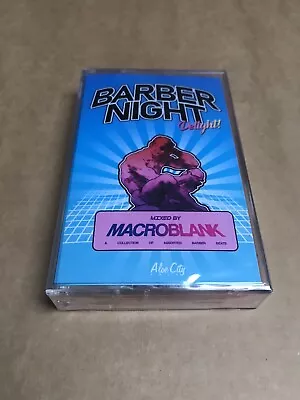 BARBER
NIGHT
Delight!
MIXED BY
MACROBLANK
A COLLECTION OF ASSORTED BARBER BEATS
Aloe City